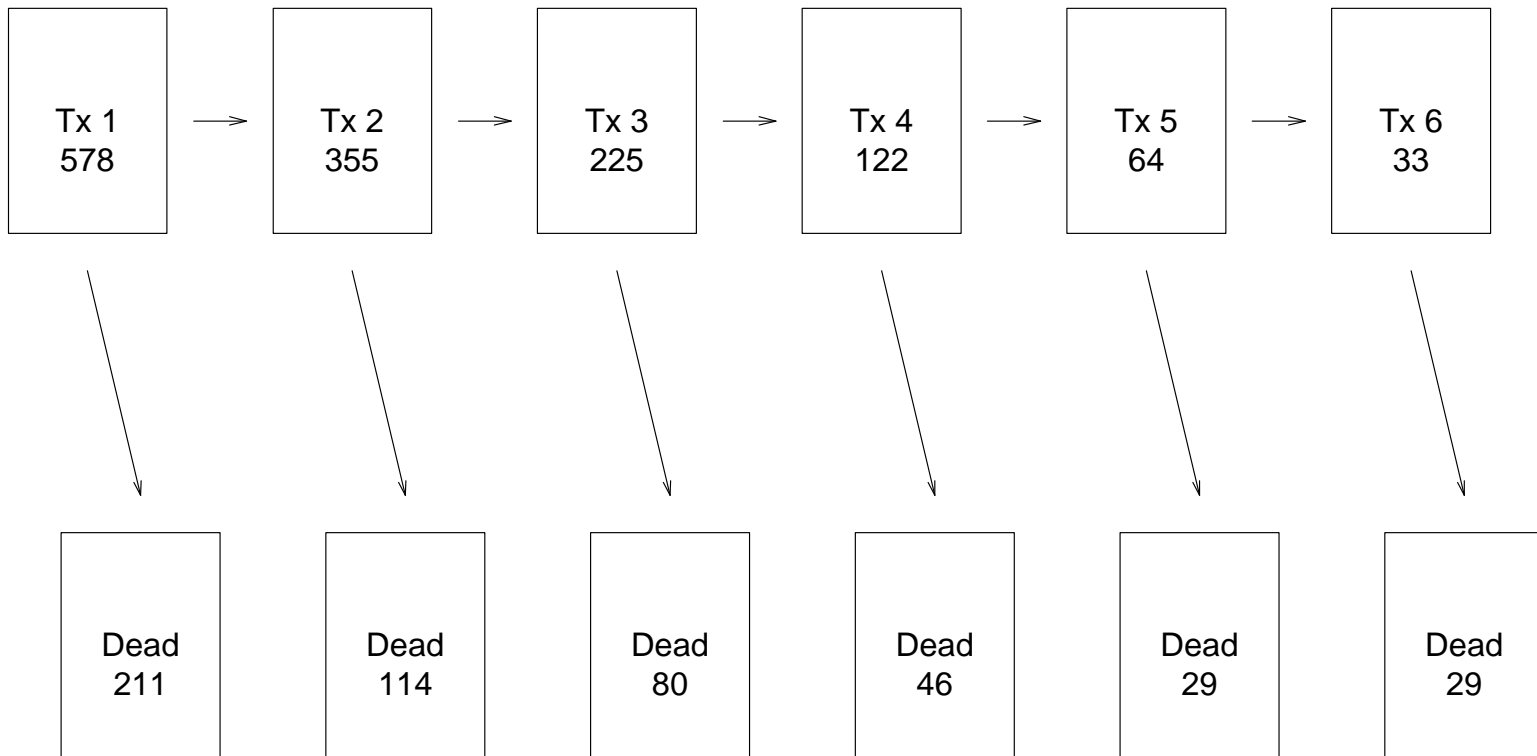 Tx 1
578
Tx 2
355
Tx 3
225
Tx 4
122
Tx 5
64
Tx 6
33
Dead
211
Dead
114
Dead
80
Dead
46
Dead
29
Dead
29